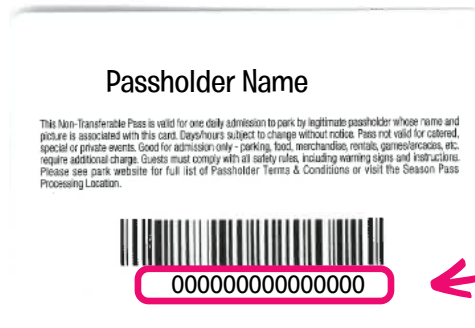 Passholder Name
This Non-Transferable Pass is valid for one daily admission to park by legitimate passholder whose name and
picture is associated with this card. Days/hours subject to change without notice. Pass not valid for catered,
special or private events. Good for admission only - parking, food, merchandise, rentals, games/arcades, etc.
require additional charge. Guests must comply with all safety rules, including warning signs and instructions.
Please see park website for full list of Passholder Terms & Conditions or visit the Season Pass
Processing Location.
000000000000000